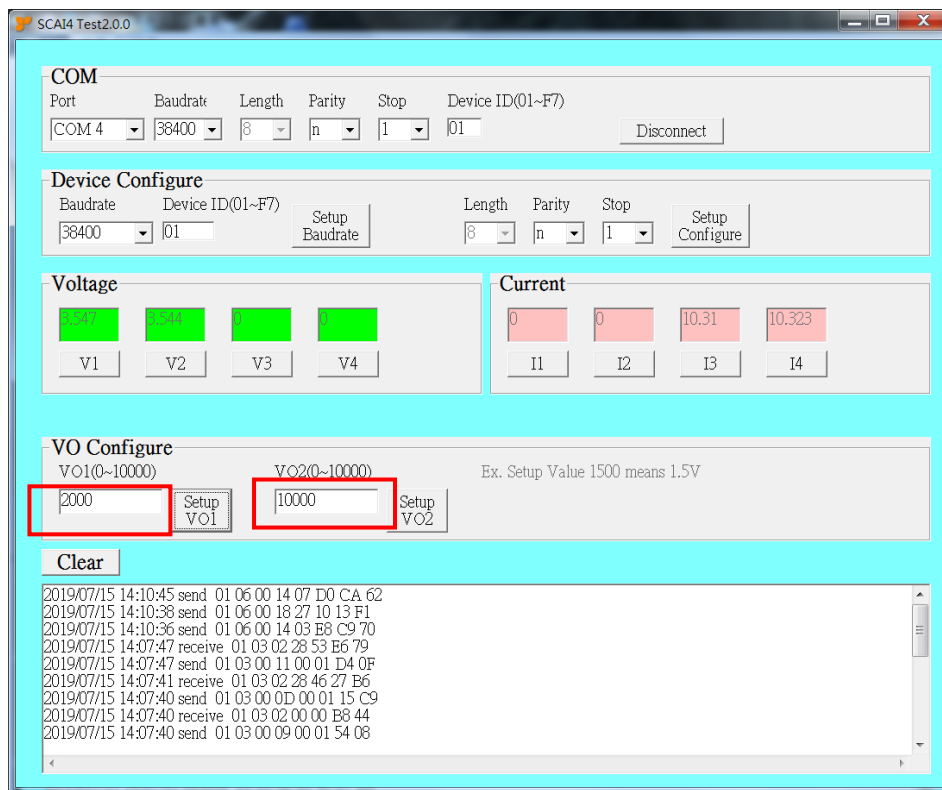 SCAI4 Test2.0.0
COM
Port Baudrate Length Parity Stop Device ID(01~F7)
COM 4 38400 8 n 1 01 Disconnect
Device Configure
Baudrate Device ID(01~F7) Setup Baudrate Length Parity Stop Setup Configure
38400 01 8 n 1
Voltage
3.547 3.544 0 0
V1 V2 V3 V4
Current
0 0 10.31 10.323
I1 I2 I3 I4
VO Configure
VO1(0~10000) VO2(0~10000) Ex. Setup Value 1500 means 1.5V
2000 Setup VO1 10000 Setup VO2
Clear
2019/07/15 14:10:45 send 01 06 00 14 07 D0 CA 62
2019/07/15 14:10:38 send 01 06 00 18 27 10 13 F1
2019/07/15 14:10:36 send 01 06 00 14 03 E8 C9 70
2019/07/15 14:07:47 receive 01 03 02 28 53 E6 79
2019/07/15 14:07:47 send 01 03 00 11 00 01 D4 0F
2019/07/15 14:07:41 receive 01 03 02 28 46 27 B6
2019/07/15 14:07:40 send 01 03 00 0D 00 01 15 C9
2019/07/15 14:07:40 receive 01 03 02 00 00 B8 44
2019/07/15 14:07:40 send 01 03 00 09 00 01 54 08